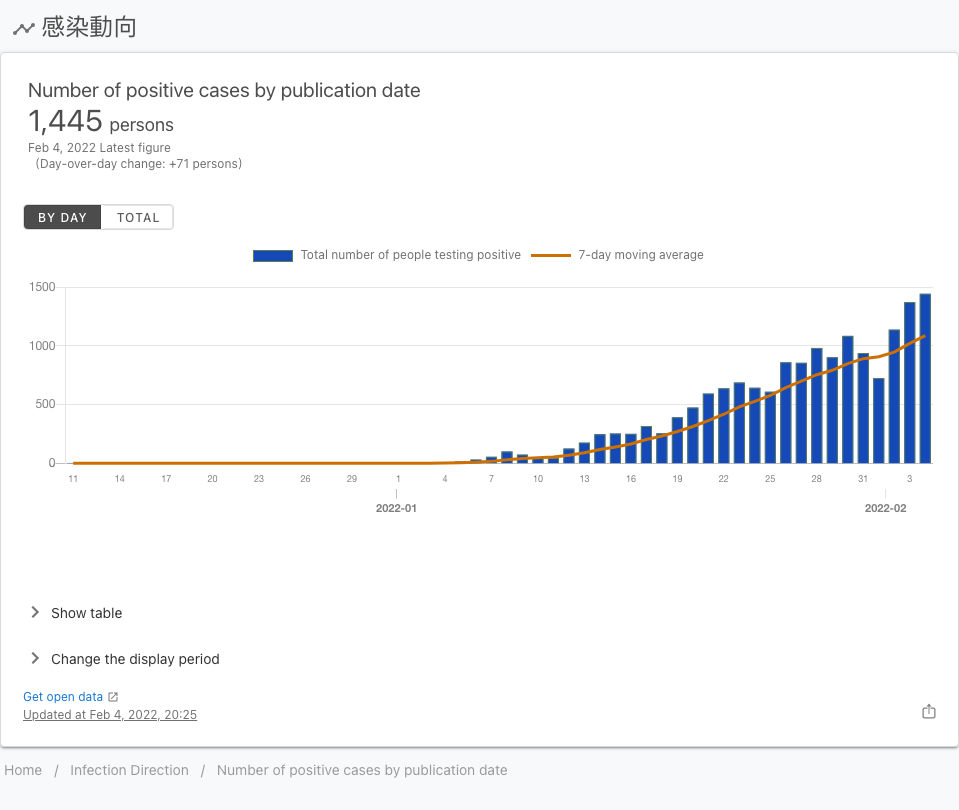 感染動向
Number of positive cases by publication date
1,445 persons
Feb 4, 2022 Latest figure
(Day-over-day change: +71 persons)
BY DAY TOTAL
Total number of people testing positive 7-day moving average
1500
1000
500
0
11 14 17 20 23 26 29 1 4 7 10 13 16 19 22 25 28 31 3
2022-01 2022-02
Show table
Change the display period
Get open data
Updated at Feb 4, 2022, 20:25
Home / Infection Direction / Number of positive cases by publication date